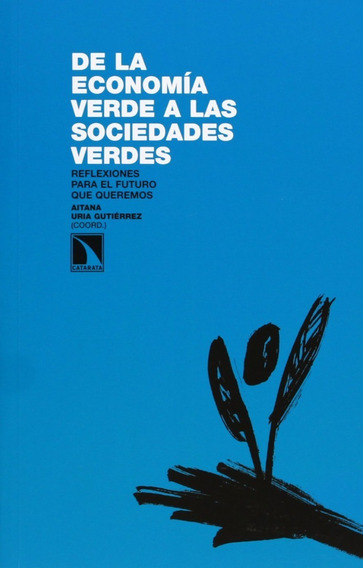 DE LA
ECONOMÍA
VERDE A LAS
SOCIEDADES
VERDES
REFLEXIONES
PARA EL FUTURO
QUE QUEREMOS
AITANA
URIA GUTIÉRREZ
(COORD.)
CATARATA